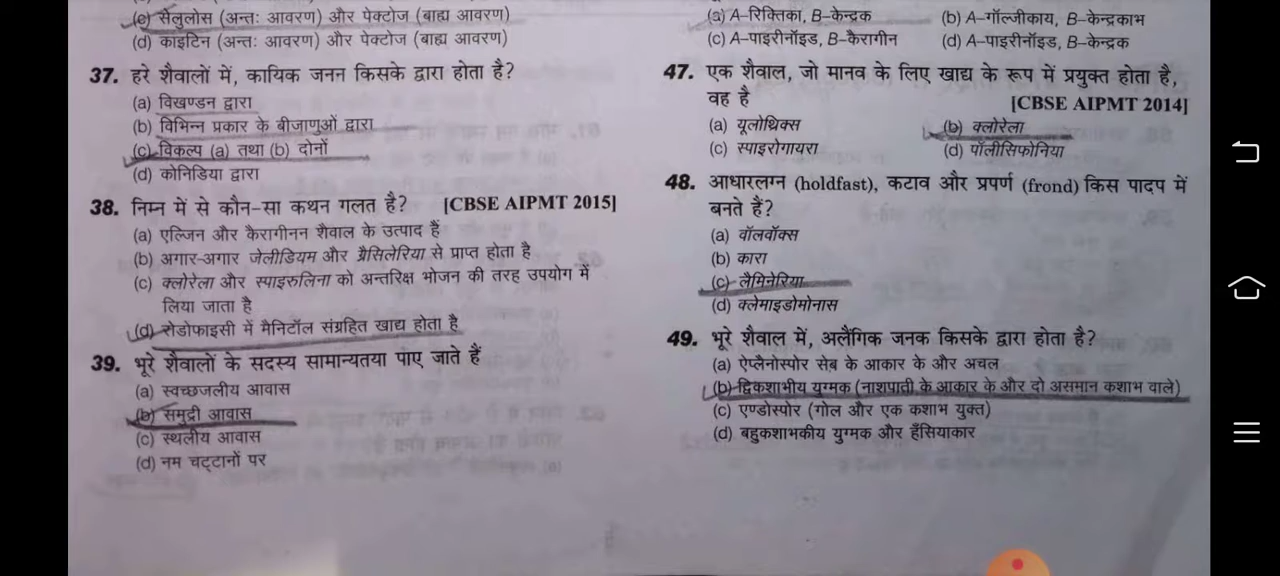 (c) सैलुलोस (अन्तः आवरण) और पेक्टोज (बाह्य आवरण)
(d) काइटिन (अन्तः आवरण) और पेक्टोज (बाह्य आवरण)
37. हरे शैवालों में, कायिक जनन किसके द्वारा होता है?
(a) विखण्डन द्वारा
(b) विभिन्न प्रकार के बीजाणुओं द्वारा
(c) विकल्प (a) तथा (b) दोनों
(d) कोनिडिया द्वारा
38. निम्न में से कौन-सा कथन गलत है? [CBSE AIPMT 2015]
(a) एल्जिन और कैरागीनन शैवाल के उत्पाद हैं
(b) अगार-अगार जेलीडियम और ग्रैसिलेरिया से प्राप्त होता है
(c) क्लोरेला और स्पाइरुलिना को अन्तरिक्ष भोजन की तरह उपयोग में
लिया जाता है
(d) रोडोफाइसी में मैनिटॉल संग्रहित खाद्य होता है
39. भूरे शैवालों के सदस्य सामान्यतया पाए जाते हैं
(a) स्वच्छजलीय आवास
(b) समुद्री आवास
(c) स्थलीय आवास
(d) नम चट्टानों पर
(a) A-रिक्तिका, B-केन्द्रक (b) A-गॉल्जीकाय, B-केन्द्रकाभ
(c) A-पाइरीनॉइड, B-कैरागीन (d) A-पाइरीनॉइड, B-केन्द्रक
47. एक शैवाल, जो मानव के लिए खाद्य के रूप में प्रयुक्त होता है,
वह है [CBSE AIPMT 2014]
(a) यूलोथ्रिक्स (b) क्लोरेला
(c) स्पाइरोगायरा (d) पॉलीसिफोनिया
48. आधारलग्न (holdfast), कटाव और प्रपर्ण (frond) किस पादप में
बनते हैं?
(a) वॉलवॉक्स
(b) कारा
(c) लैमिनेरिया
(d) क्लेमाइडोमोनास
49. भूरे शैवाल में, अलैंगिक जनक किसके द्वारा होता है?
(a) ऐप्लैनोस्पोर सेब के आकार के और अचल
(b) द्विकशाभीय युग्मक (नाशपाती के आकार के और दो असमान कशाभ वाले)
(c) एण्डोस्पोर (गोल और एक कशाभ युक्त)
(d) बहुकशाभकीय युग्मक और हँसियाकार